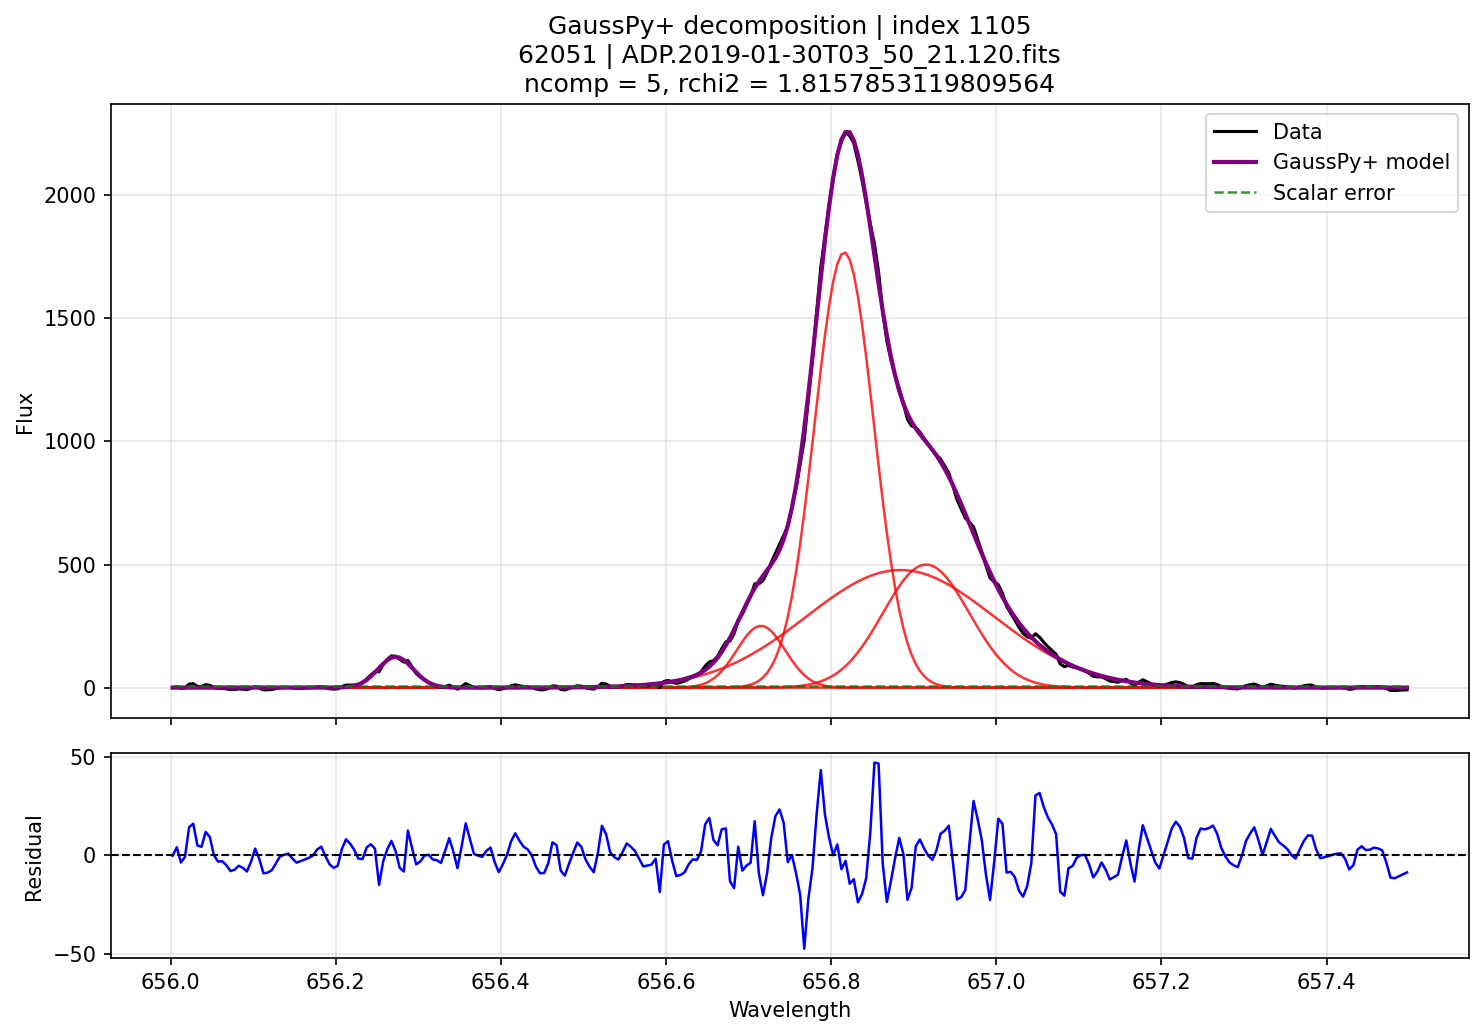 GaussPy+ decomposition | index 1105
62051 | ADP.2019-01-30T03_50_21.120.fits
ncomp = 5, rchi2 = 1.8157853119809564
Data
GaussPy+ model
Scalar error
Flux
2000
1500
1000
500
0
Residual
50
0
−50
656.0
656.2
656.4
656.6
656.8
657.0
657.2
657.4
Wavelength